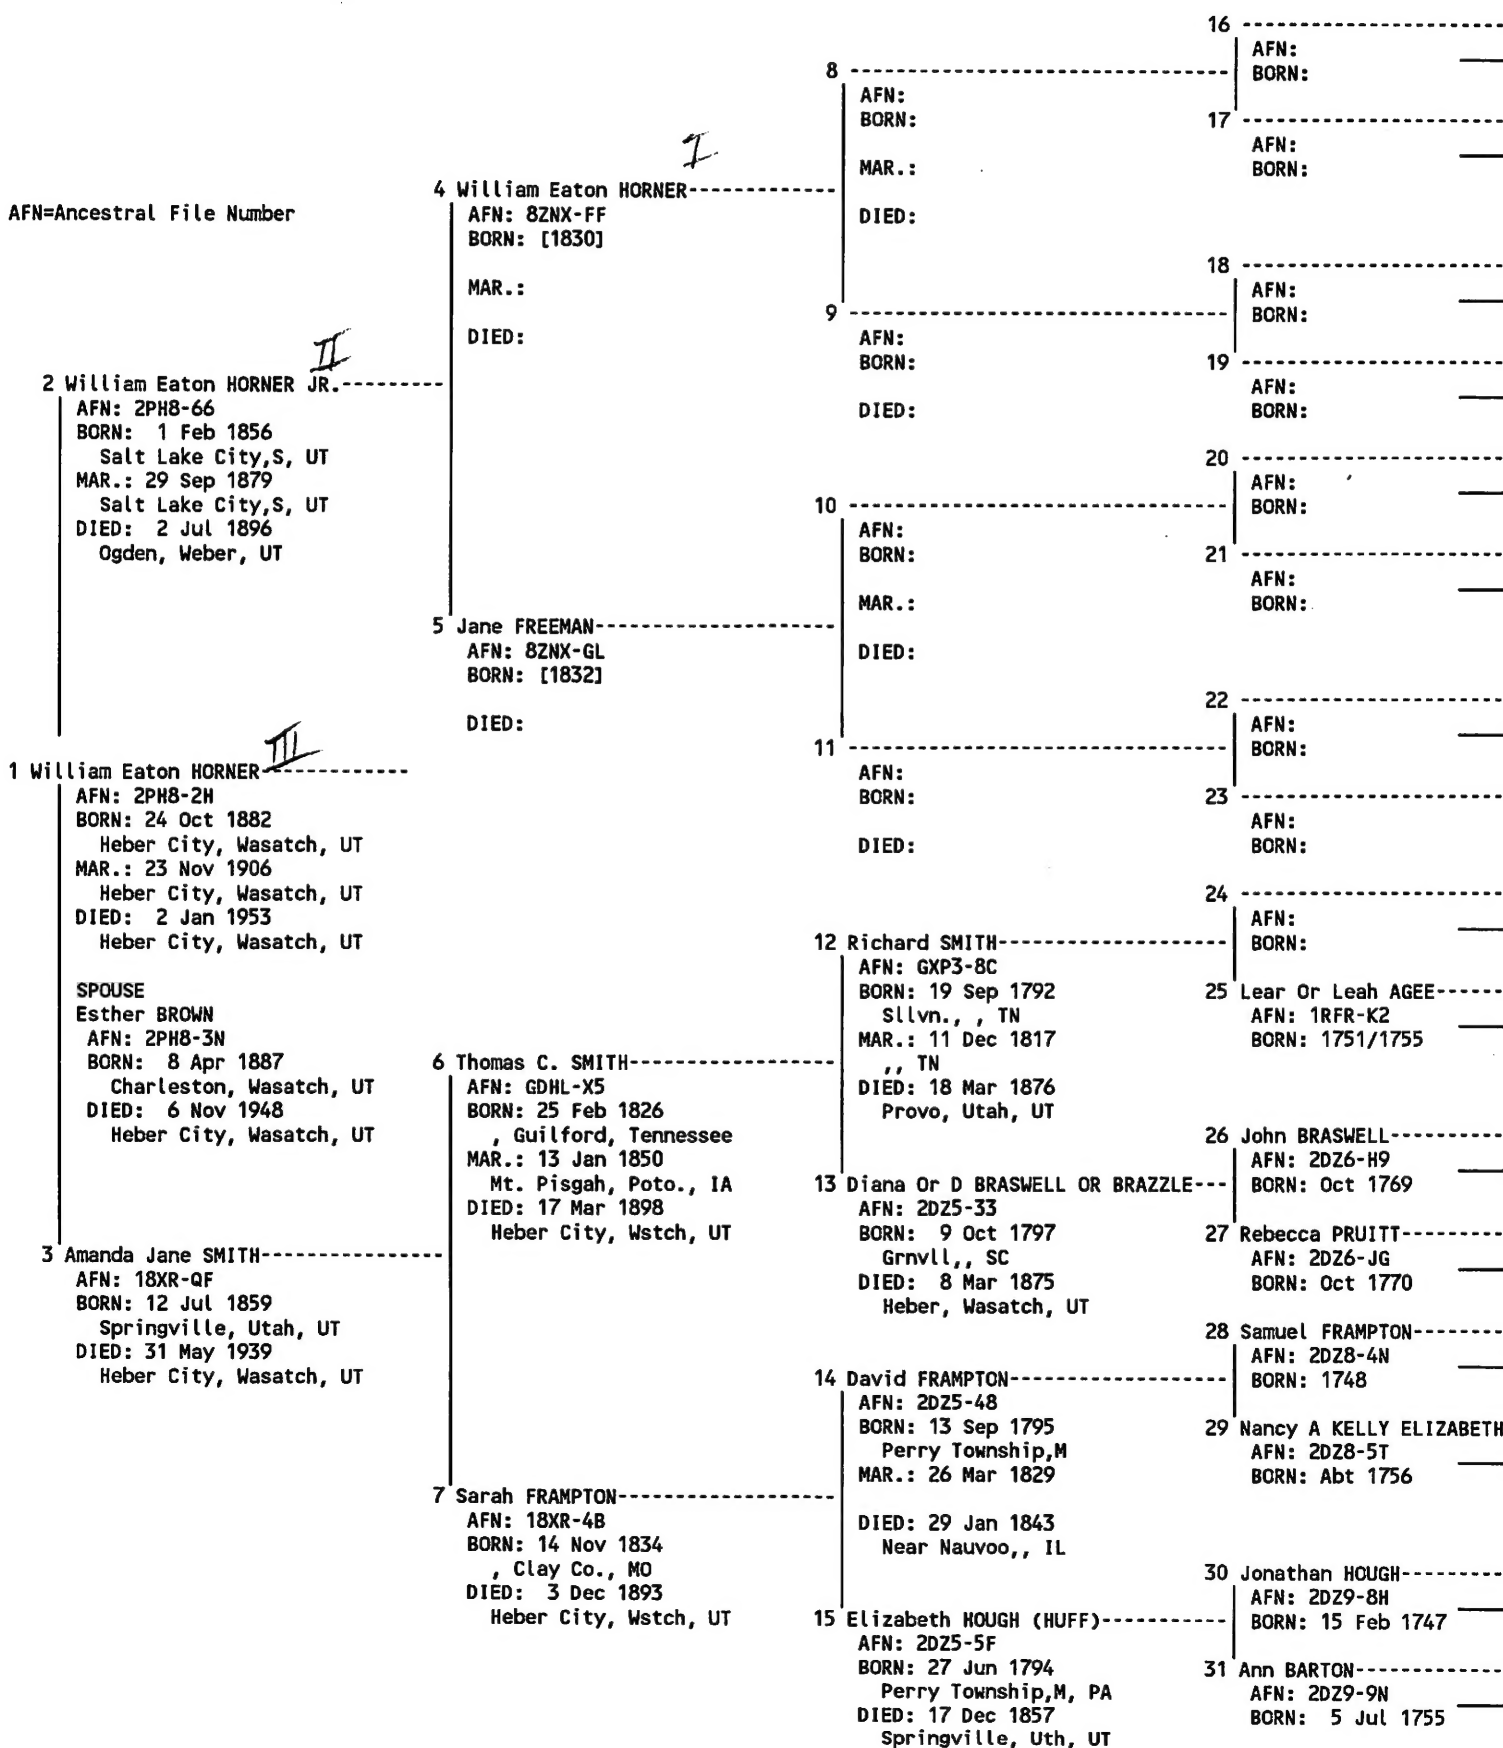 AFN=Ancestral File Number
1 William Eaton HORNER III
AFN: 2PH8-2H
BORN: 24 Oct 1882
Heber City, Wasatch, UT
MAR.: 23 Nov 1906
Heber City, Wasatch, UT
DIED: 2 Jan 1953
Heber City, Wasatch, UT
SPOUSE
Esther BROWN
AFN: 2PH8-3N
BORN: 8 Apr 1887
Charleston, Wasatch, UT
DIED: 6 Nov 1948
Heber City, Wasatch, UT
2 William Eaton HORNER JR. II
AFN: 2PH8-66
BORN: 1 Feb 1856
Salt Lake City,S, UT
MAR.: 29 Sep 1879
Salt Lake City,S, UT
DIED: 2 Jul 1896
Ogden, Weber, UT
3 Amanda Jane SMITH
AFN: 18XR-QF
BORN: 12 Jul 1859
Springville, Utah, UT
DIED: 31 May 1939
Heber City, Wasatch, UT
4 William Eaton HORNER I
AFN: 8ZNX-FF
BORN: [1830]
MAR.:
DIED:
5 Jane FREEMAN
AFN: 8ZNX-GL
BORN: [1832]
DIED:
6 Thomas C. SMITH
AFN: GDHL-X5
BORN: 25 Feb 1826
, Guilford, Tennessee
MAR.: 13 Jan 1850
Mt. Pisgah, Poto., IA
DIED: 17 Mar 1898
Heber City, Wstch, UT
7 Sarah FRAMPTON
AFN: 18XR-4B
BORN: 14 Nov 1834
, Clay Co., MO
DIED: 3 Dec 1893
Heber City, Wstch, UT
8
AFN:
BORN:
MAR.:
DIED:
9
AFN:
BORN:
DIED:
10
AFN:
BORN:
MAR.:
DIED:
11
AFN:
BORN:
DIED:
12 Richard SMITH
AFN: GXP3-8C
BORN: 19 Sep 1792
Sllvn., , TN
MAR.: 11 Dec 1817
,, TN
DIED: 18 Mar 1876
Provo, Utah, UT
13 Diana Or D BRASWELL OR BRAZZLE
AFN: 2DZ5-33
BORN: 9 Oct 1797
Grnvll,, SC
DIED: 8 Mar 1875
Heber, Wasatch, UT
14 David FRAMPTON
AFN: 2DZ5-48
BORN: 13 Sep 1795
Perry Township,M
MAR.: 26 Mar 1829
DIED: 29 Jan 1843
Near Nauvoo,, IL
15 Elizabeth HOUGH (HUFF)
AFN: 2DZ5-5F
BORN: 27 Jun 1794
Perry Township,M, PA
DIED: 17 Dec 1857
Springville, Uth, UT
16
AFN:
BORN:
17
AFN:
BORN:
18
AFN:
BORN:
19
AFN:
BORN:
20
AFN:
BORN:
21
AFN:
BORN:
22
AFN:
BORN:
23
AFN:
BORN:
24
AFN:
BORN:
25 Lear Or Leah AGEE
AFN: 1RFR-K2
BORN: 1751/1755
26 John BRASWELL
AFN: 2DZ6-H9
BORN: Oct 1769
27 Rebecca PRUITT
AFN: 2DZ6-JG
BORN: Oct 1770
28 Samuel FRAMPTON
AFN: 2DZ8-4N
BORN: 1748
29 Nancy A KELLY ELIZABETH
AFN: 2DZ8-5T
BORN: Abt 1756
30 Jonathan HOUGH
AFN: 2DZ9-8H
BORN: 15 Feb 1747
31 Ann BARTON
AFN: 2DZ9-9N
BORN: 5 Jul 1755